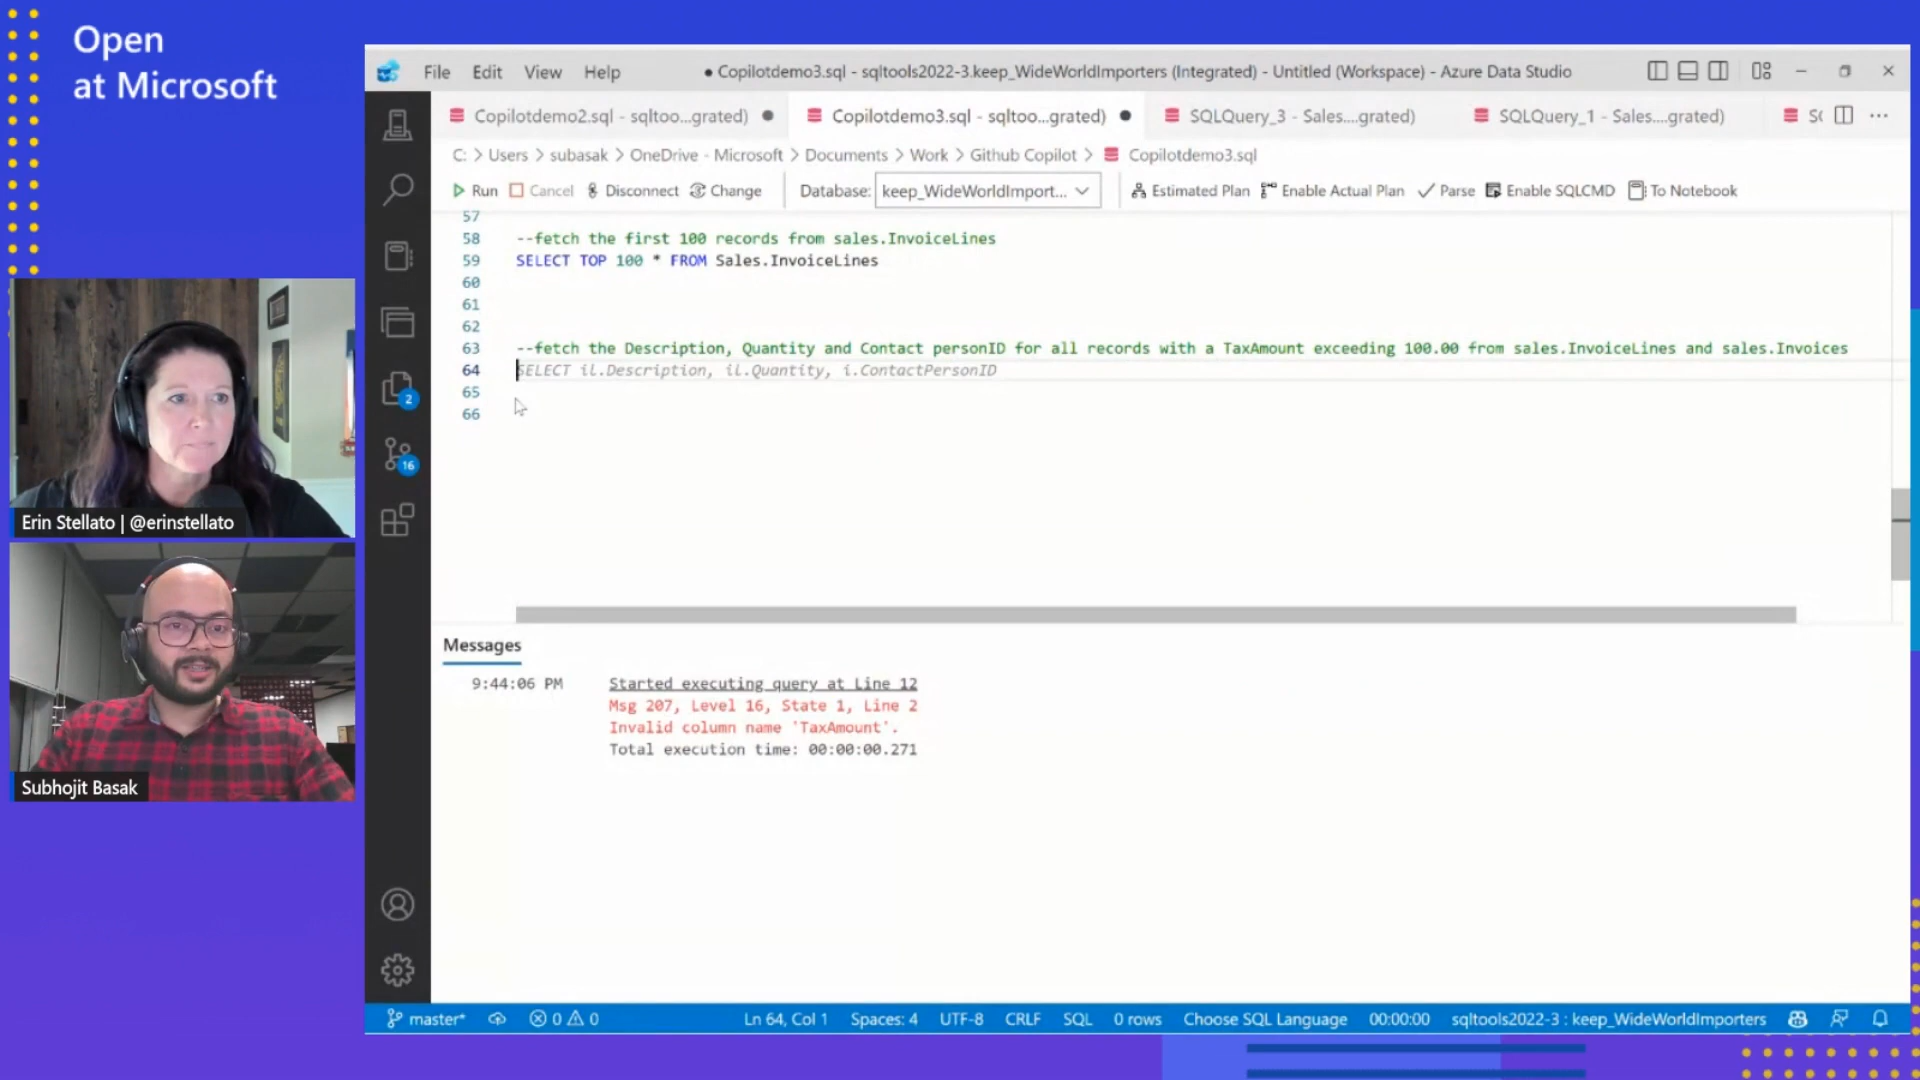 Open
at Microsoft
File Edit View Help
● Copilotdemo3.sql - sqltools2022-3.keep_WideWorldImporters (Integrated) - Untitled (Workspace) - Azure Data Studio
Copilotdemo2.sql - sqltoo...grated) Copilotdemo3.sql - sqltoo...grated) SQLQuery_3 - Sales....grated) SQLQuery_1 - Sales....grated)
C: > Users > subasak > OneDrive - Microsoft > Documents > Work > Github Copilot > Copilotdemo3.sql
Run Cancel Disconnect Change Database: keep_WideWorldImport... Estimated Plan Enable Actual Plan Parse Enable SQLCMD To Notebook
57
58 --fetch the first 100 records from sales.InvoiceLines
59 SELECT TOP 100 * FROM Sales.InvoiceLines
60
61
62
63 --fetch the Description, Quantity and Contact personID for all records with a TaxAmount exceeding 100.00 from sales.InvoiceLines and sales.Invoices
64 SELECT il.Description, il.Quantity, i.ContactPersonID
65
66
2
16
Messages
9:44:06 PM Started executing query at Line 12
Msg 207, Level 16, State 1, Line 2
Invalid column name 'TaxAmount'.
Total execution time: 00:00:00.271
Erin Stellato | @erinstellato
Subhojit Basak
master* 0 0 Ln 64, Col 1 Spaces: 4 UTF-8 CRLF SQL 0 rows Choose SQL Language 00:00:00 sqltools2022-3 : keep_WideWorldImporters